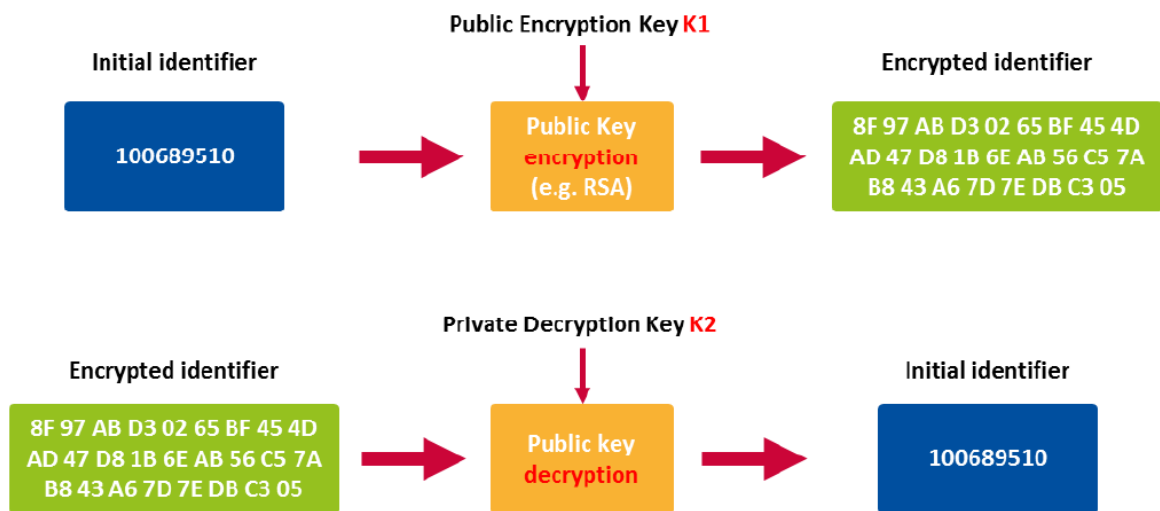 Public Encryption Key K1
Initial identifier
Encrypted identifier
100689510
Public Key
encryption
(e.g. RSA)
8F 97 AB D3 02 65 BF 45 4D
AD 47 D8 1B 6E AB 56 C5 7A
B8 43 A6 7D 7E DB C3 05
Private Decryption Key K2
Encrypted identifier
Initial identifier
8F 97 AB D3 02 65 BF 45 4D
AD 47 D8 1B 6E AB 56 C5 7A
B8 43 A6 7D 7E DB C3 05
Public key
decryption
100689510